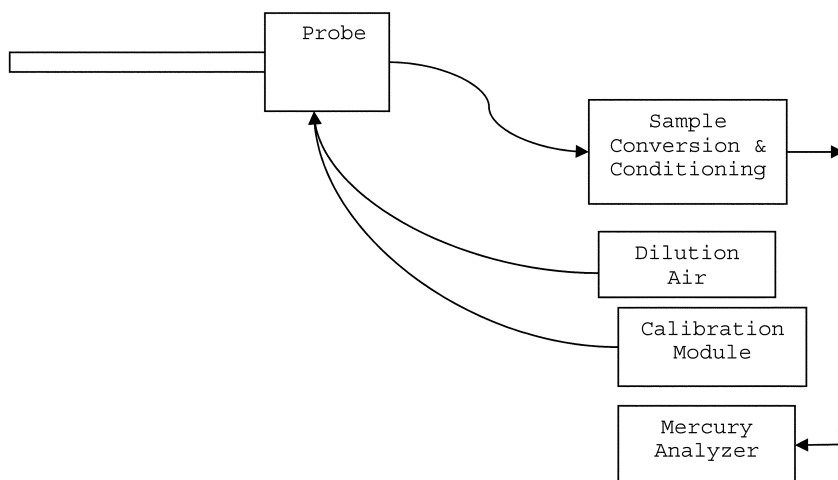 Probe
Sample
Conversion &
Conditioning
Dilution
Air
Calibration
Module
Mercury
Analyzer